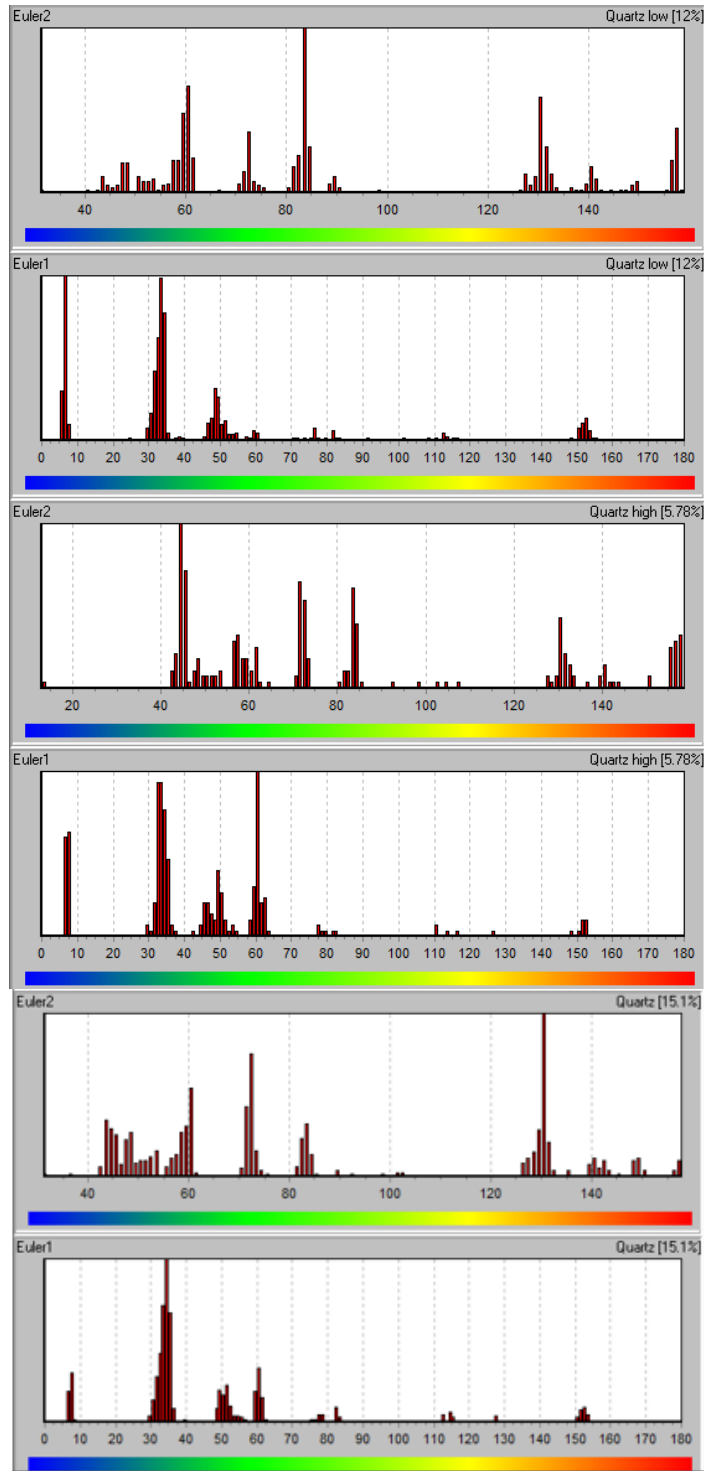 Euler2 Quartz low [12%]
40 60 80 100 120 140
Euler1 Quartz low [12%]
0 10 20 30 40 50 60 70 80 90 100 110 120 130 140 150 160 170 180
Euler2 Quartz high [5.78%]
20 40 60 80 100 120 140
Euler1 Quartz high [5.78%]
0 10 20 30 40 50 60 70 80 90 100 110 120 130 140 150 160 170 180
Euler2 Quartz [15.1%]
40 60 80 100 120 140
Euler1 Quartz [15.1%]
0 10 20 30 40 50 60 70 80 90 100 110 120 130 140 150 160 170 180